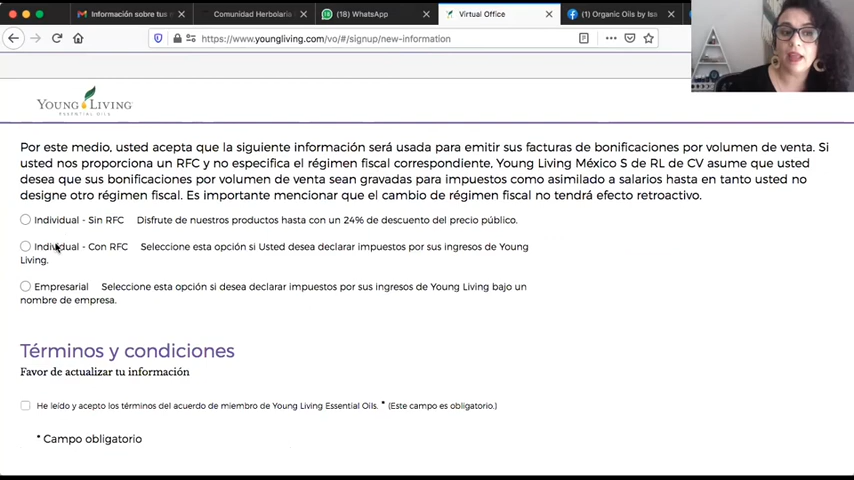 Información sobre tus
Comunidad Herbolario
(18) WhatsApp
Virtual Office
(1) Organic Oils by Isa
https://www.youngliving.com/vo/#/signup/new-information
YOUNG LIVING
ESSENTIAL OILS
Por este medio, usted acepta que la siguiente información será usada para emitir sus facturas de bonificaciones por volumen de venta. Si
usted nos proporciona un RFC y no especifica el régimen fiscal correspondiente, Young Living México S de RL de CV asume que usted
desea que sus bonificaciones por volumen de venta sean gravadas para impuestos como asimilado a salarios hasta en tanto usted no
designe otro régimen fiscal. Es importante mencionar que el cambio de régimen fiscal no tendrá efecto retroactivo.
Individual - Sin RFC Disfrute de nuestros productos hasta con un 24% de descuento del precio público.
Individual - Con RFC Seleccione esta opción si Usted desea declarar impuestos por sus ingresos de Young
Living.
Empresarial Seleccione esta opción si desea declarar impuestos por sus ingresos de Young Living bajo un
nombre de empresa.
Términos y condiciones
Favor de actualizar tu información
He leído y acepto los términos del acuerdo de miembro de Young Living Essential Oils. * (Este campo es obligatorio.)
* Campo obligatorio